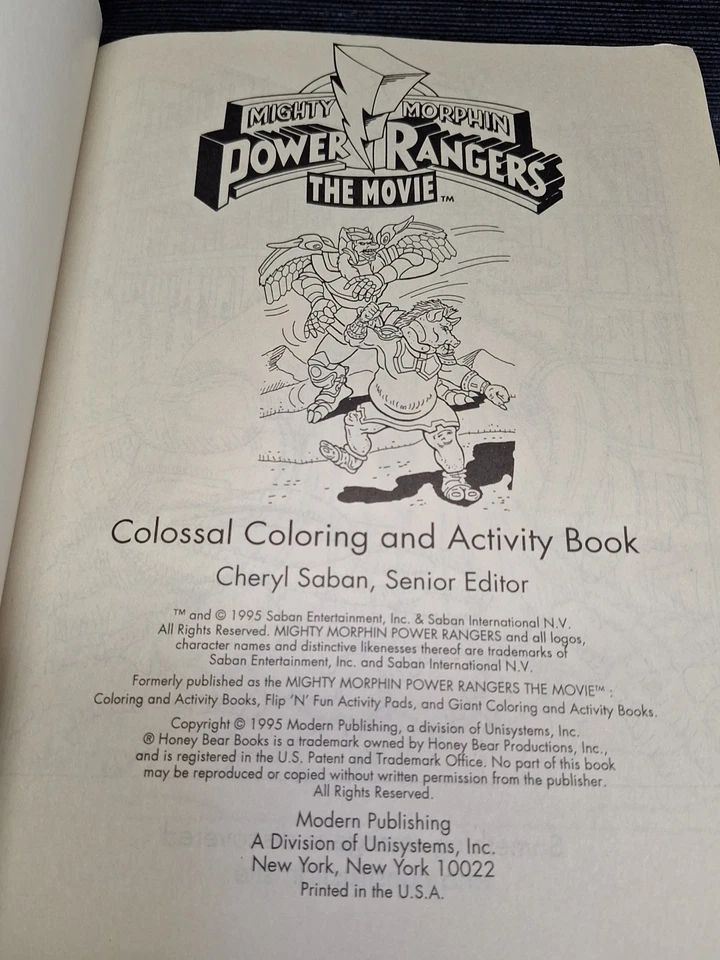 MIGHTY MORPHIN
POWER RANGERS
THE MOVIE™
Colossal Coloring and Activity Book
Cheryl Saban, Senior Editor
™ and © 1995 Saban Entertainment, Inc. & Saban International N.V.
All Rights Reserved. MIGHTY MORPHIN POWER RANGERS and all logos,
character names and distinctive likenesses thereof are trademarks of
Saban Entertainment, Inc. and Saban International N.V.
Formerly published as the MIGHTY MORPHIN POWER RANGERS THE MOVIE™ :
Coloring and Activity Books, Flip 'N' Fun Activity Pads, and Giant Coloring and Activity Books.
Copyright © 1995 Modern Publishing, a division of Unisystems, Inc.
® Honey Bear Books is a trademark owned by Honey Bear Productions, Inc.,
and is registered in the U.S. Patent and Trademark Office. No part of this book
may be reproduced or copied without written permission from the publisher.
All Rights Reserved.
Modern Publishing
A Division of Unisystems, Inc.
New York, New York 10022
Printed in the U.S.A.